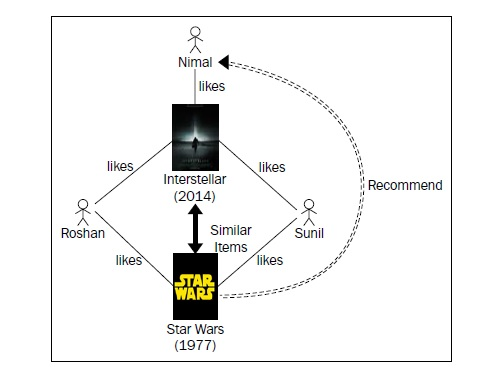 Nimal
likes
likes
Interstellar
(2014)
likes
Recommend
Roshan
Similar
Items
Sunil
likes
STAR
WARS
likes
Star Wars
(1977)